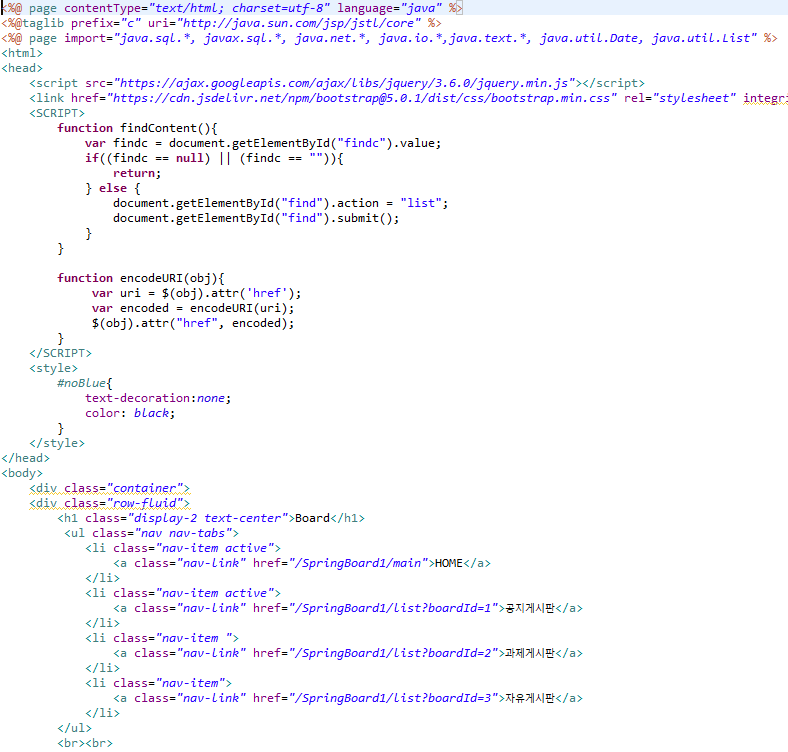 <%@ page contentType="text/html; charset=utf-8" language="java" %>
<%@taglib prefix="c" uri="http://java.sun.com/jsp/jstl/core" %>
<%@ page import="java.sql.*, javax.sql.*, java.net.*, java.io.*,java.text.*, java.util.Date, java.util.List" %>
<html>
<head>
    <script src="https://ajax.googleapis.com/ajax/libs/jquery/3.6.0/jquery.min.js"></script>
    <link href="https://cdn.jsdelivr.net/npm/bootstrap@5.0.1/dist/css/bootstrap.min.css" rel="stylesheet" integri
    <SCRIPT>
        function findContent(){
            var findc = document.getElementById("findc").value;
            if((findc == null) || (findc == "")){
                return;
            } else {
                document.getElementById("find").action = "list";
                document.getElementById("find").submit();
            }
        }
        function encodeURI(obj){
             var uri = $(obj).attr('href');
             var encoded = encodeURI(uri);
             $(obj).attr("href", encoded);
        }
    </SCRIPT>
    <style>
        #noBlue{
            text-decoration:none;
            color: black;
        }
    </style>
</head>
<body>
    <div class="container">
    <div class="row-fluid">
        <h1 class="display-2 text-center">Board</h1>
         <ul class="nav nav-tabs">
            <li class="nav-item active">
                <a class="nav-link" href="/SpringBoard1/main">HOME</a>
            </li>
            <li class="nav-item active">
                <a class="nav-link" href="/SpringBoard1/list?boardId=1">공지게시판</a>
            </li>
            <li class="nav-item ">
                <a class="nav-link" href="/SpringBoard1/list?boardId=2">과제게시판</a>
            </li>
            <li class="nav-item">
                <a class="nav-link" href="/SpringBoard1/list?boardId=3">자유게시판</a>
            </li>
        </ul>
        <br><br>